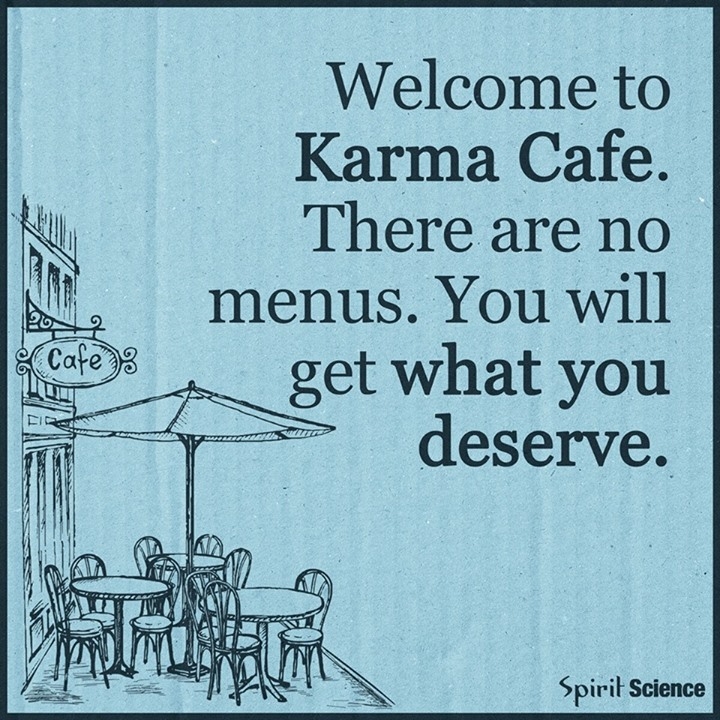 Welcome to
Karma Cafe.
There are no
menus. You will
get what you
deserve.
Cafe
Spirit Science